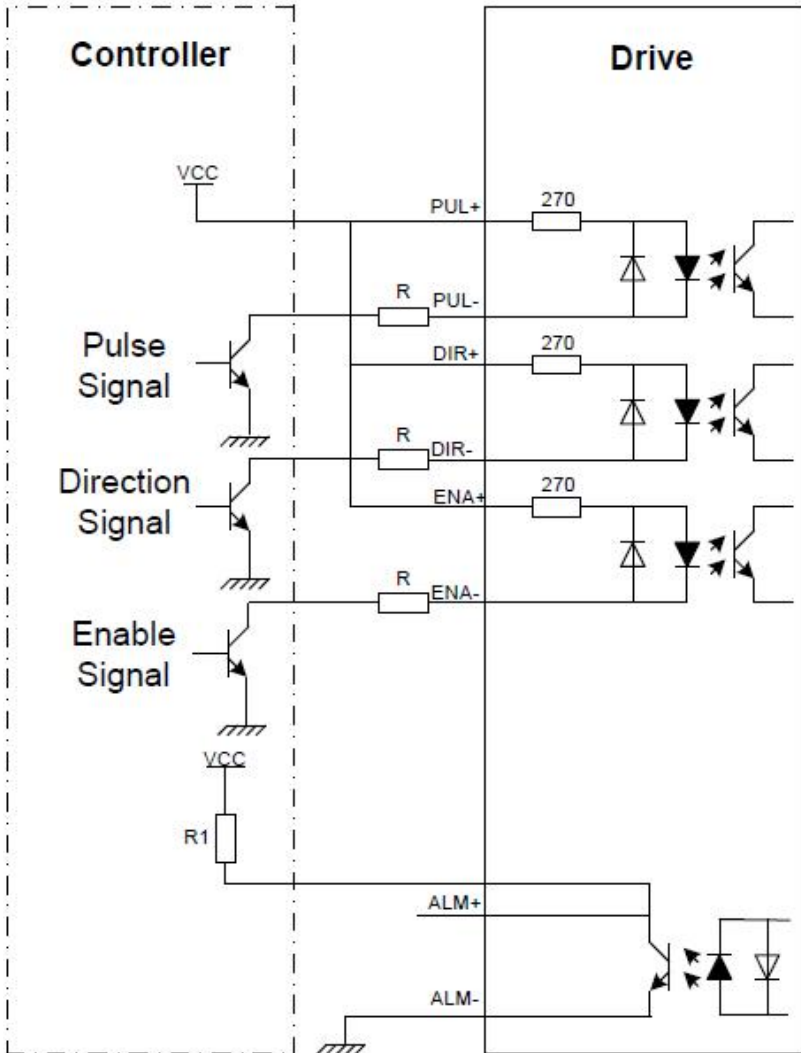 Controller
Drive
VCC
PUL+
270
R
PUL-
Pulse
Signal
DIR+
270
R
DIR-
Direction
Signal
ENA+
270
R
ENA-
Enable
Signal
VCC
R1
ALM+
ALM-